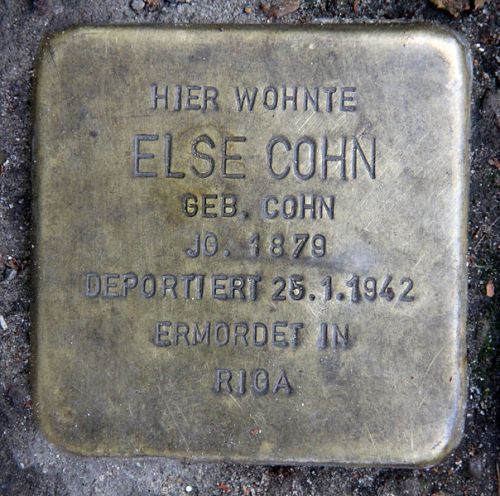 HIER WOHNTE
ELSE COHN
GEB. COHN
JG. 1879
DEPORTIERT 25.1.1942
ERMORDET IN
RIGA